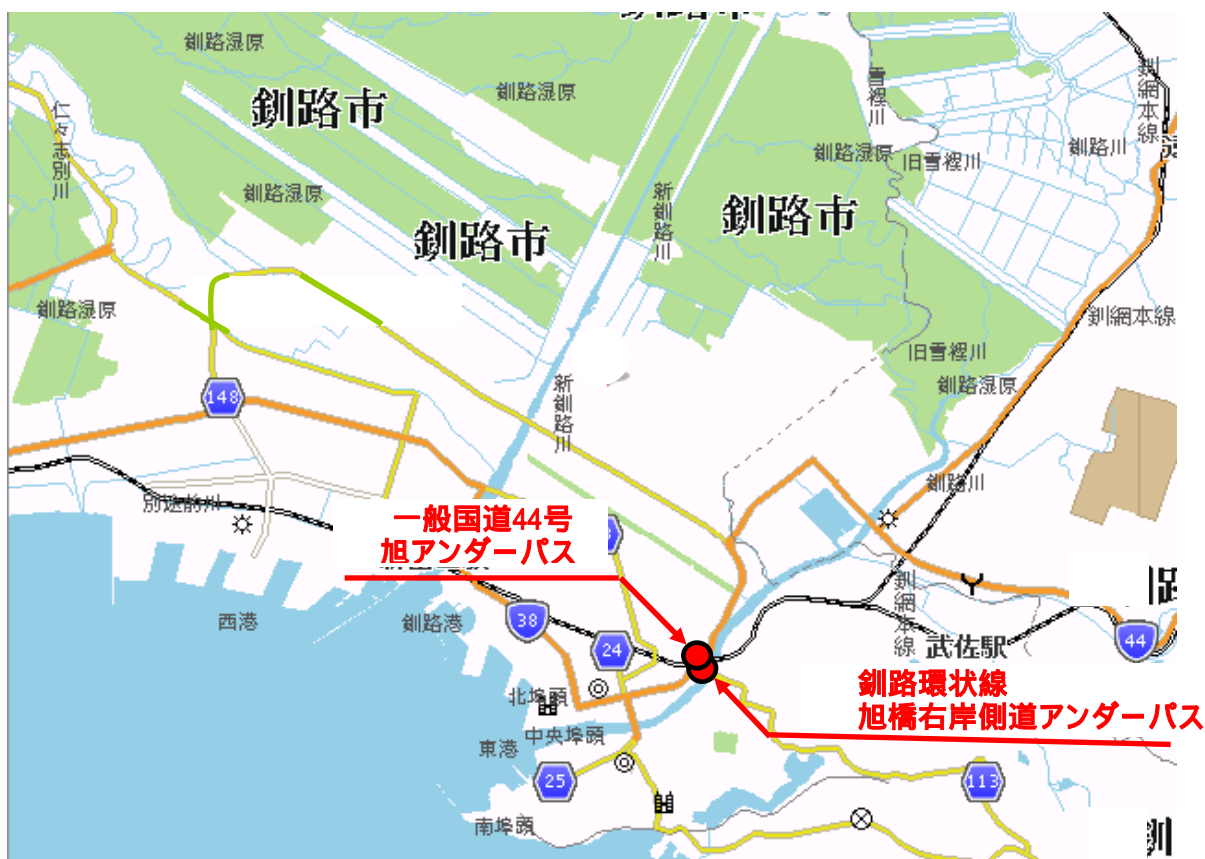 釧路市
釧路湿原
釧路市
釧路湿原
雪裡川
釧網本線
仁々志別川
釧路湿原
釧路川
旧雪裡川
釧路湿原
新釧路川
釧路市
釧路市
釧路湿原
釧網本線
旧雪裡川
釧路湿原
148
新釧路川
釧路川
別途前川
一般国道44号
旭アンダーパス
釧網本線
西港
釧路港
38
24
武佐駅
44
釧路環状線
旭橋右岸側道アンダーパス
北埠頭
中央埠頭
東港
25
113
南埠頭
釧